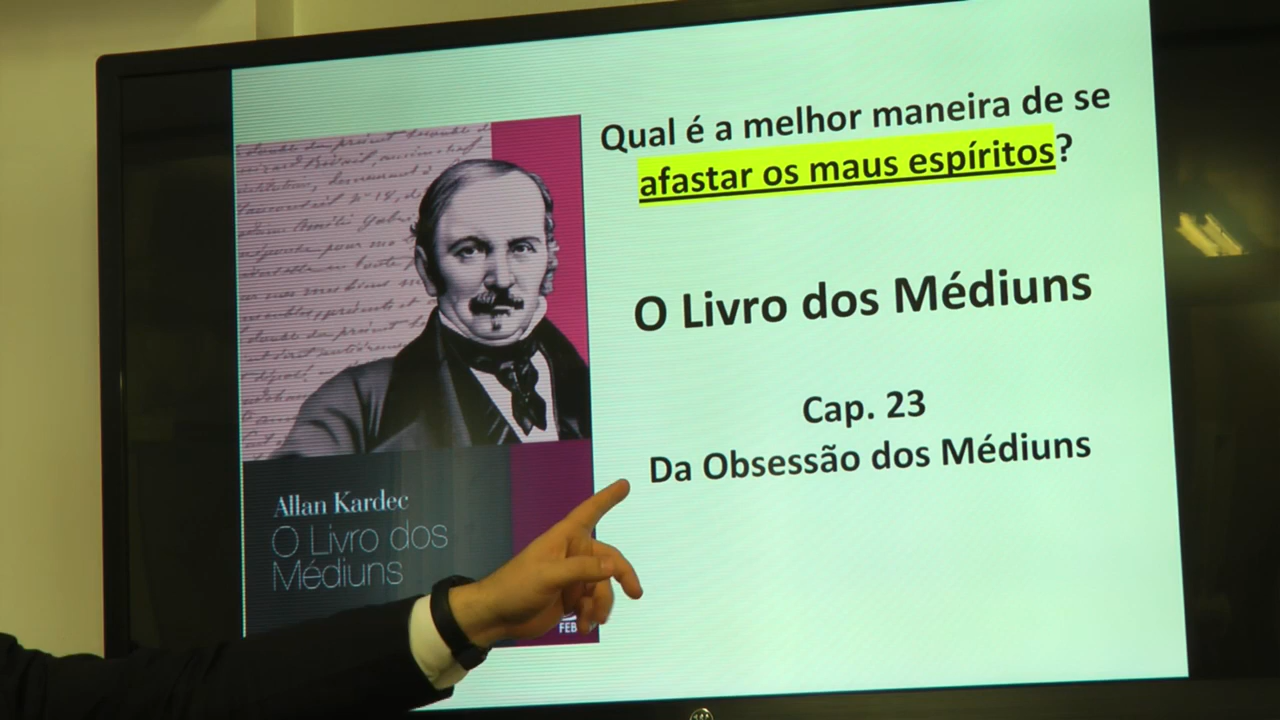 Qual é a melhor maneira de se
afastar os maus espíritos?
O Livro dos Médiuns
Cap. 23
Da Obsessão dos Médiuns
Allan Kardec
O Livro dos
Médiuns
FEB